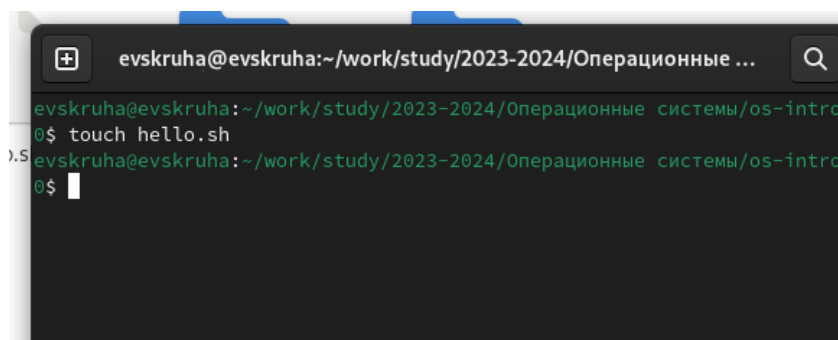 evskruha@evskruha:~/work/study/2023-2024/Операционные ...
evskruha@evskruha:~/work/study/2023-2024/Операционные системы/os-intro
0$ touch hello.sh
evskruha@evskruha:~/work/study/2023-2024/Операционные системы/os-intro
0$